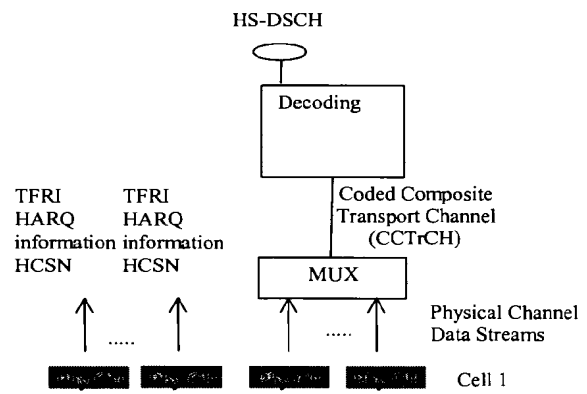 HS-DSCH
Decoding
TFRI
HARQ
information
HCSN
TFRI
HARQ
information
HCSN
Coded Composite
Transport Channel
(CCTrCH)
MUX
Physical Channel
Data Streams
.....
.....
Cell 1